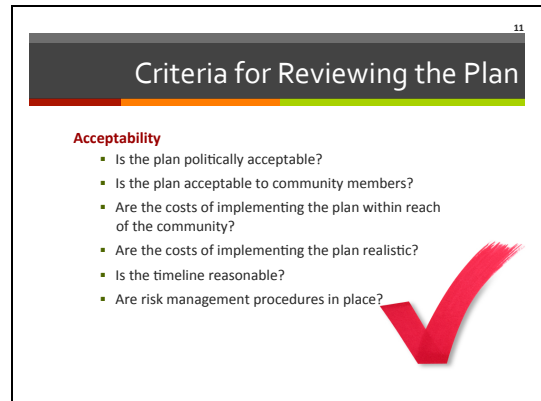 11
Criteria for Reviewing the Plan
Acceptability
▪ Is the plan politically acceptable?
▪ Is the plan acceptable to community members?
▪ Are the costs of implementing the plan within reach
of the community?
▪ Are the costs of implementing the plan realistic?
▪ Is the timeline reasonable?
▪ Are risk management procedures in place?